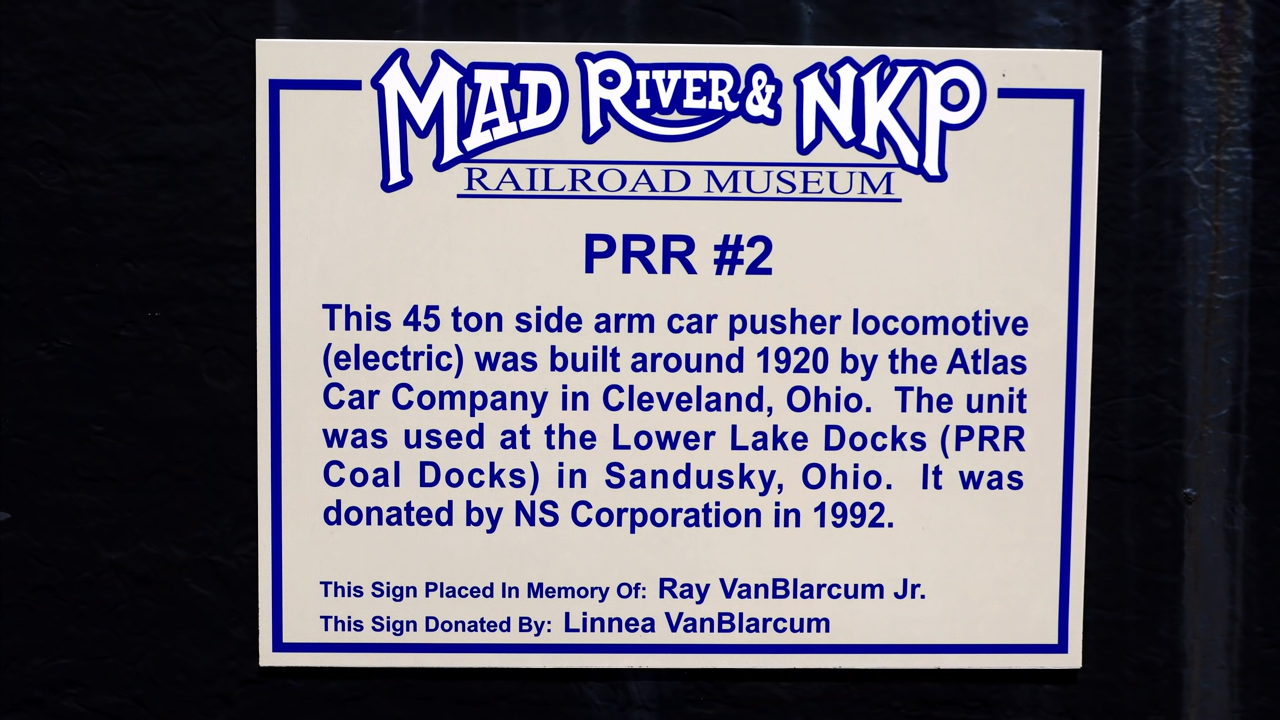 MAD RIVER & NKP
RAILROAD MUSEUM
PRR #2
This 45 ton side arm car pusher locomotive
(electric) was built around 1920 by the Atlas
Car Company in Cleveland, Ohio. The unit
was used at the Lower Lake Docks (PRR
Coal Docks) in Sandusky, Ohio. It was
donated by NS Corporation in 1992.
This Sign Placed In Memory Of: Ray VanBlarcum Jr.
This Sign Donated By: Linnea VanBlarcum